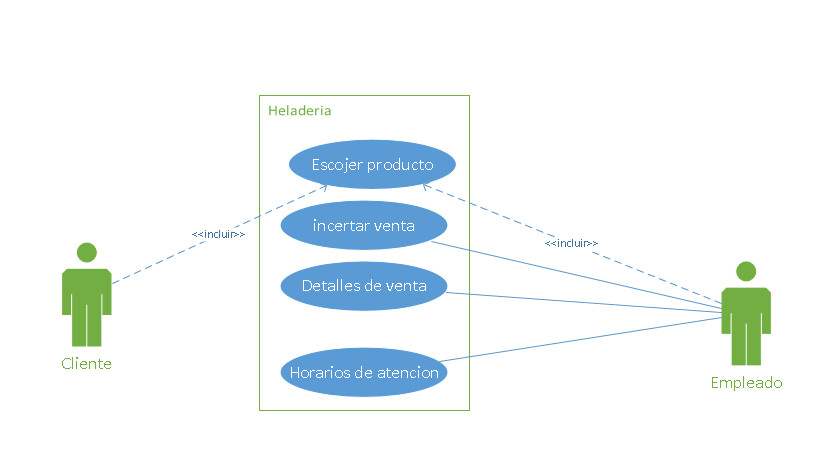 Heladeria
Escojer producto
incertar venta
<<incluir>>
<<incluir>>
Detalles de venta
Cliente
Horarios de atencion
Empleado